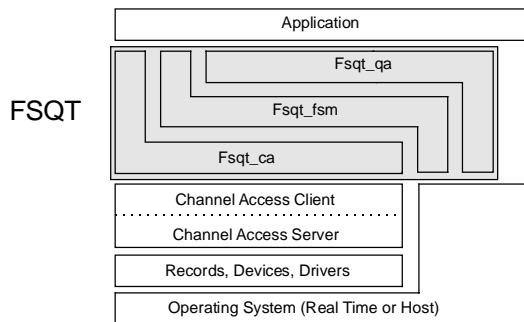 Application
Fsqt_qa
FSQT
Fsqt_fsm
Fsqt_ca
Channel Access Client
Channel Access Server
Records, Devices, Drivers
Operating System (Real Time or Host)